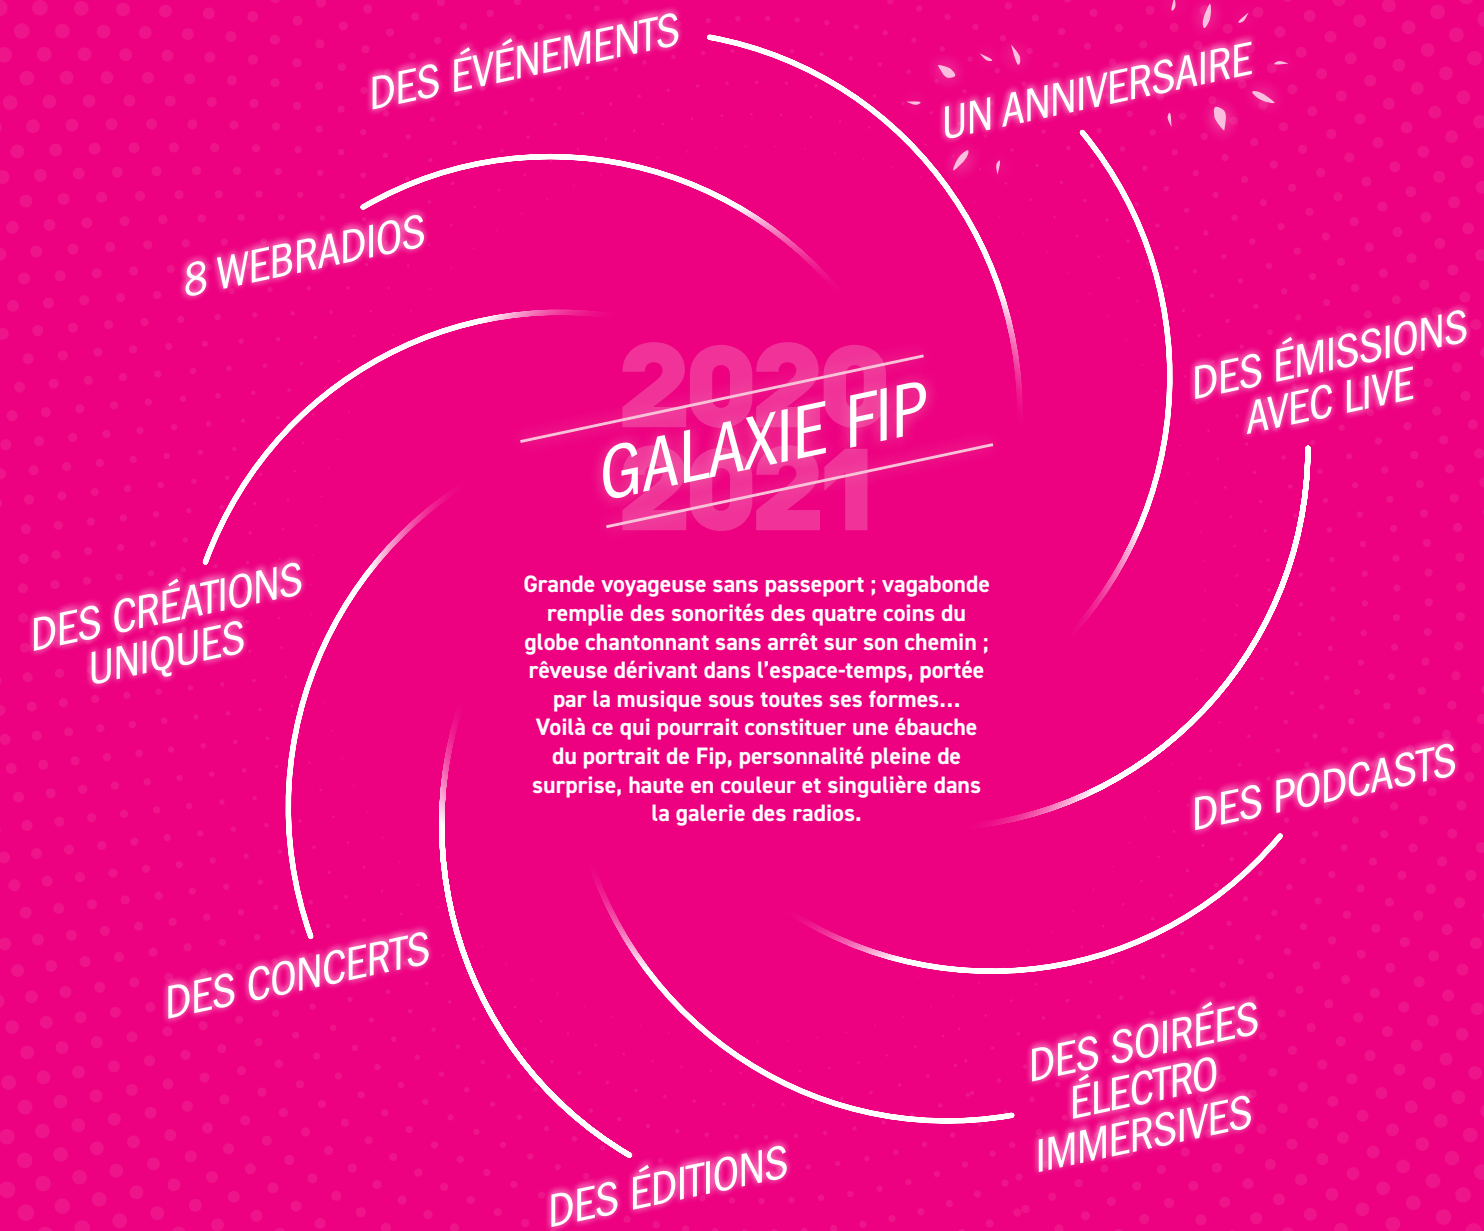 DES ÉVÉNEMENTS
UN ANNIVERSAIRE
8 WEBRADIOS
DES ÉMISSIONS
AVEC LIVE
2020
GALAXIE FIP
2021
Grande voyageuse sans passeport ; vagabonde
remplie des sonorités des quatre coins du
globe chantonnant sans arrêt sur son chemin ;
rêveuse dérivant dans l’espace-temps, portée
par la musique sous toutes ses formes…
Voilà ce qui pourrait constituer une ébauche
du portrait de Fip, personnalité pleine de
surprise, haute en couleur et singulière dans
la galerie des radios.
DES CRÉATIONS
UNIQUES
DES PODCASTS
DES CONCERTS
DES SOIRÉES
ÉLECTRO
IMMERSIVES
DES ÉDITIONS